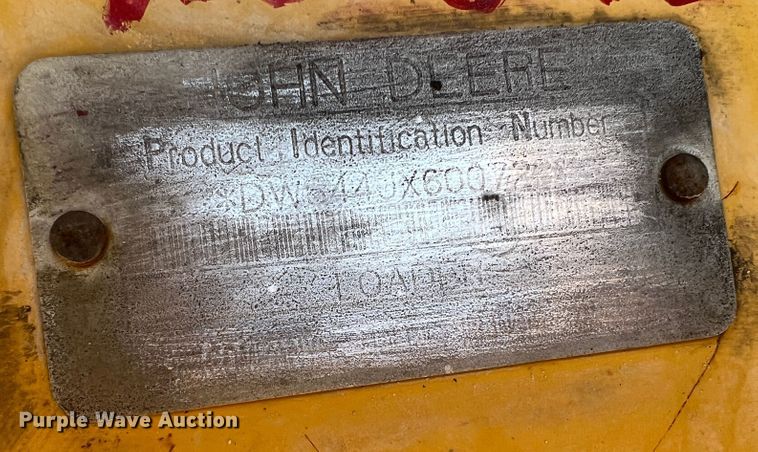 JOHN DEERE
Product Identification Number
LOADER
Purple Wave Auction